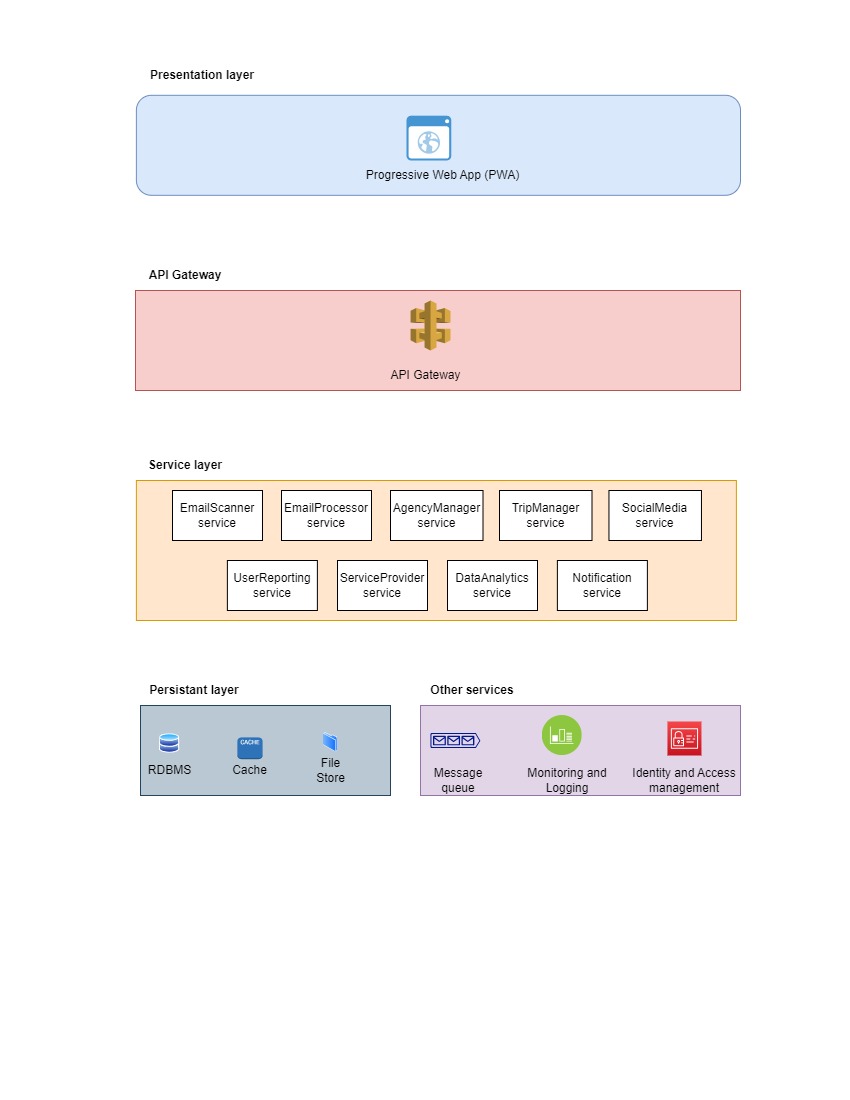 Presentation layer
Progressive Web App (PWA)
API Gateway
API Gateway
Service layer
EmailScanner
service
EmailProcessor
service
AgencyManager
service
TripManager
service
SocialMedia
service
UserReporting
service
ServiceProvider
service
DataAnalytics
service
Notification
service
Persistant layer
CACHE
RDBMS
Cache
File
Store
Other services
Message
queue
Monitoring and
Logging
Identity and Access
management